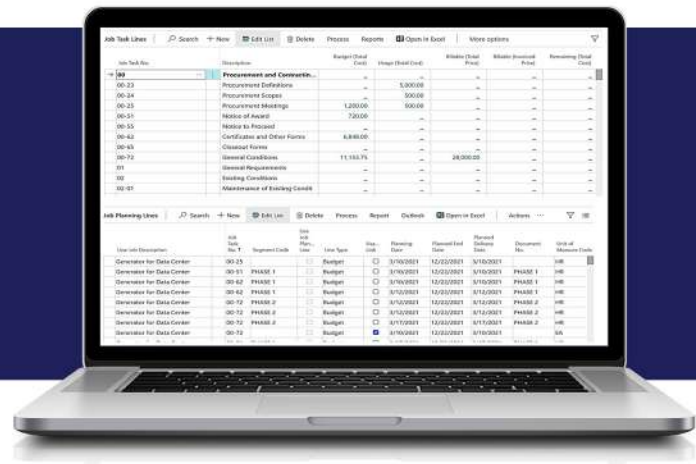 Job Task Lines Search + New Edit List Delete Process Reports Open in Excel More options
Job Task No. Description Budget (Total Cost) Usage (Total Cost) Billable (Total Price) Billable (Invoiced Price) Remaining (Total Cost)
→ 00 ... Procurement and Contractin... – – – – –
00-23 Procurement Definitions – 5,000.00 – – –
00-24 Procurement Scopes – 500.00 – – –
00-25 Procurement Meetings 1,200.00 500.00 – – –
00-51 Notice of Award 720.00 – – – –
00-55 Notice to Proceed – – – – –
00-62 Certificates and Other Forms 6,848.00 – – – –
00-65 Closeout Forms – – – – –
00-72 General Conditions 11,153.75 – 28,000.00 – –
01 General Requirements – – – – –
02 Existing Conditions – – – – –
02-01 Maintenance of Existing Condit – – – – –
Job Planning Lines Search + New Edit List Delete Process Report Outlook Open in Excel Actions ...
Line Job Description Job Task No. ↑ Segment Code Job Plan... Line Line Type Usa... Link Planning Date Planned End Date Planned Delivery Date Document No. Unit of Measure Code
Generator for Data Center 00-25 Budget 3/10/2021 12/22/2021 3/10/2021 HR
Generator for Data Center 00-51 PHASE 1 Budget 3/10/2021 12/22/2021 3/10/2021 PHASE 1 HR
Generator for Data Center 00-62 PHASE 1 Budget 3/10/2021 12/22/2021 3/10/2021 PHASE 1 HR
Generator for Data Center 00-62 PHASE 1 Budget 3/12/2021 12/22/2021 3/12/2021 PHASE 1 HR
Generator for Data Center 00-72 PHASE 2 Budget 3/12/2021 12/22/2021 3/12/2021 PHASE 2 HR
Generator for Data Center 00-72 PHASE 2 Budget 3/12/2021 12/22/2021 3/12/2021 PHASE 2 HR
Generator for Data Center 00-72 PHASE 2 Budget 3/17/2021 12/22/2021 3/17/2021 PHASE 2 HR
Generator for Data Center 00-72 Budget 3/10/2021 12/22/2021 3/10/2021 EA